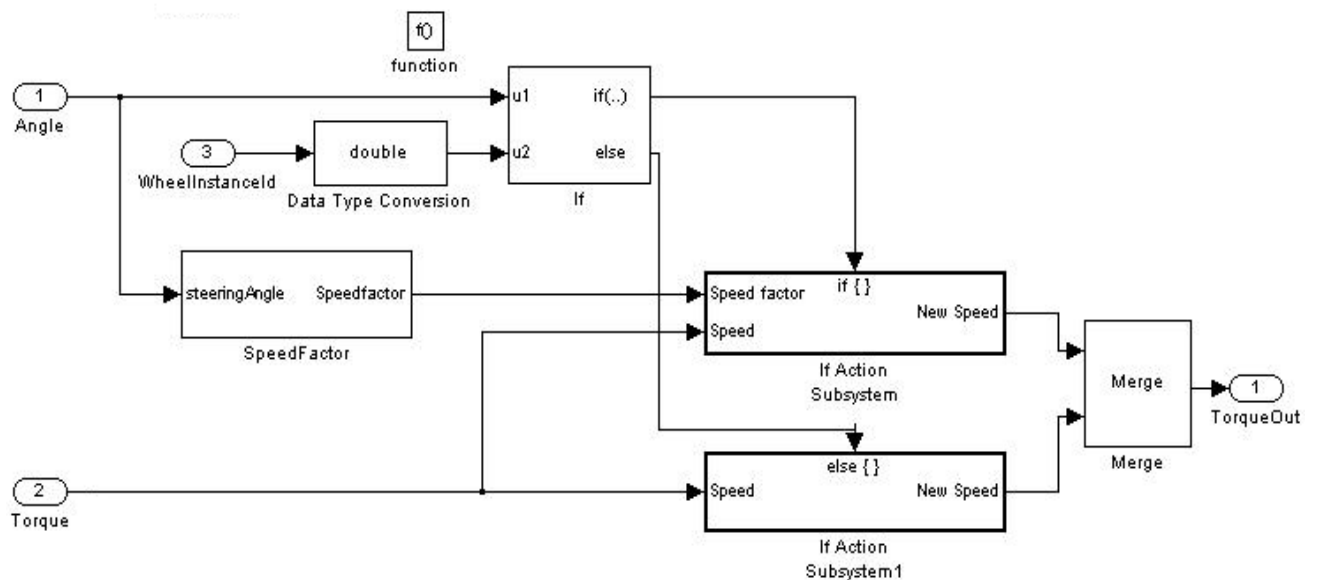 f()
function
1
Angle
u1
if(..)
3
WheelInstanceId
double
Data Type Conversion
u2
else
If
steeringAngle
Speedfactor
SpeedFactor
if { }
Speed factor
Speed
New Speed
If Action
Subsystem
Merge
Merge
1
TorqueOut
2
Torque
else { }
Speed
New Speed
If Action
Subsystem1